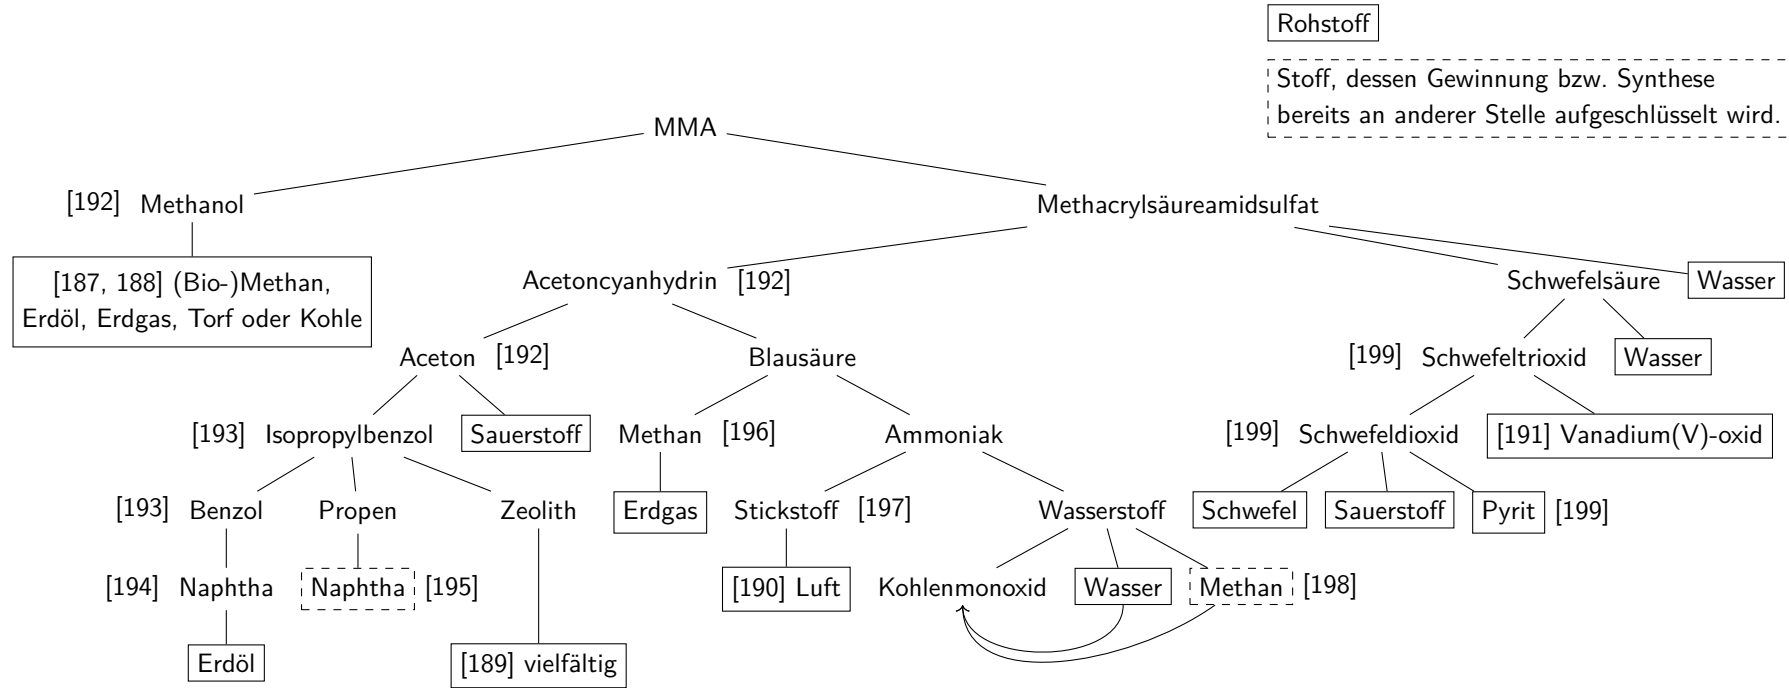 Rohstoff
Stoff, dessen Gewinnung bzw. Synthese
bereits an anderer Stelle aufgeschlüsselt wird.
MMA
[192] Methanol
Methacrylsäureamidsulfat
[187, 188] (Bio-)Methan,
Erdöl, Erdgas, Torf oder Kohle
Acetoncyanhydrin [192]
Schwefelsäure
Wasser
Aceton [192]
Blausäure
[199] Schwefeltrioxid
Wasser
[193] Isopropylbenzol
Sauerstoff
Methan [196]
Ammoniak
[199] Schwefeldioxid
[191] Vanadium(V)-oxid
[193] Benzol
Propen
Zeolith
Erdgas
Stickstoff [197]
Wasserstoff
Schwefel
Sauerstoff
Pyrit [199]
[194] Naphtha
Naphtha [195]
[190] Luft
Kohlenmonoxid
Wasser
Methan [198]
Erdöl
[189] vielfältig